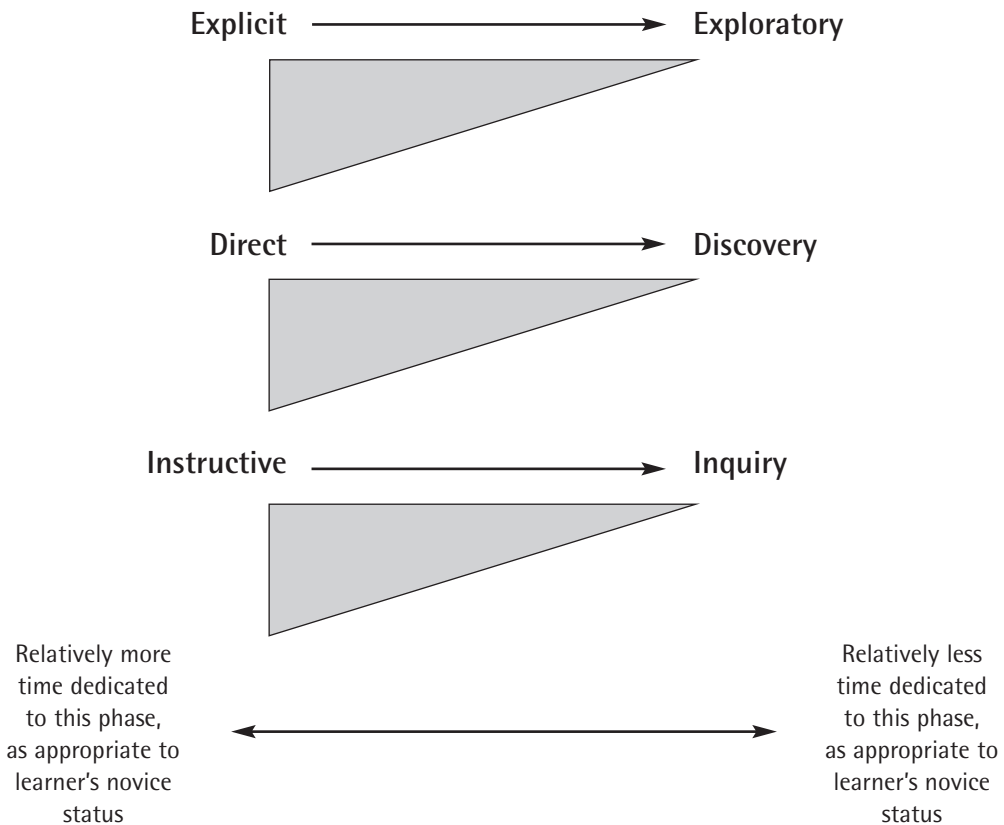 Explicit Exploratory
Direct Discovery
Instructive Inquiry
Relatively more
time dedicated
to this phase,
as appropriate to
learner's novice
status
Relatively less
time dedicated
to this phase,
as appropriate to
learner's novice
status